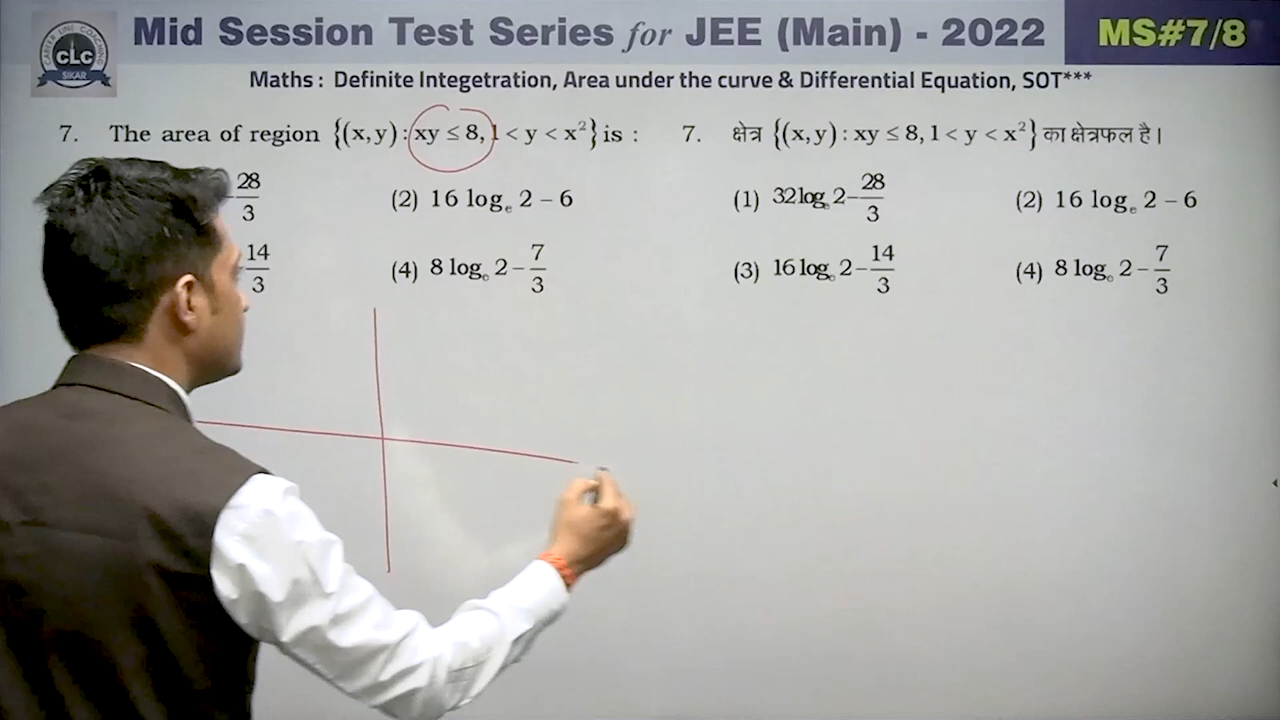 CAREER LINE COACHING
CLC
SIKAR
Mid Session Test Series for JEE (Main) - 2022
MS#7/8
Maths : Definite Integetration, Area under the curve & Differential Equation, SOT***
7. The area of region {(x, y) : xy ≤ 8, 1 < y < x²} is :
28/3
(2) 16 logₑ 2 – 6
14/3
(4) 8 logₑ 2 – 7/3
7. क्षेत्र {(x, y) : xy ≤ 8, 1 < y < x²} का क्षेत्रफल है।
(1) 32 logₑ 2 – 28/3
(2) 16 logₑ 2 – 6
(3) 16 logₑ 2 – 14/3
(4) 8 logₑ 2 – 7/3